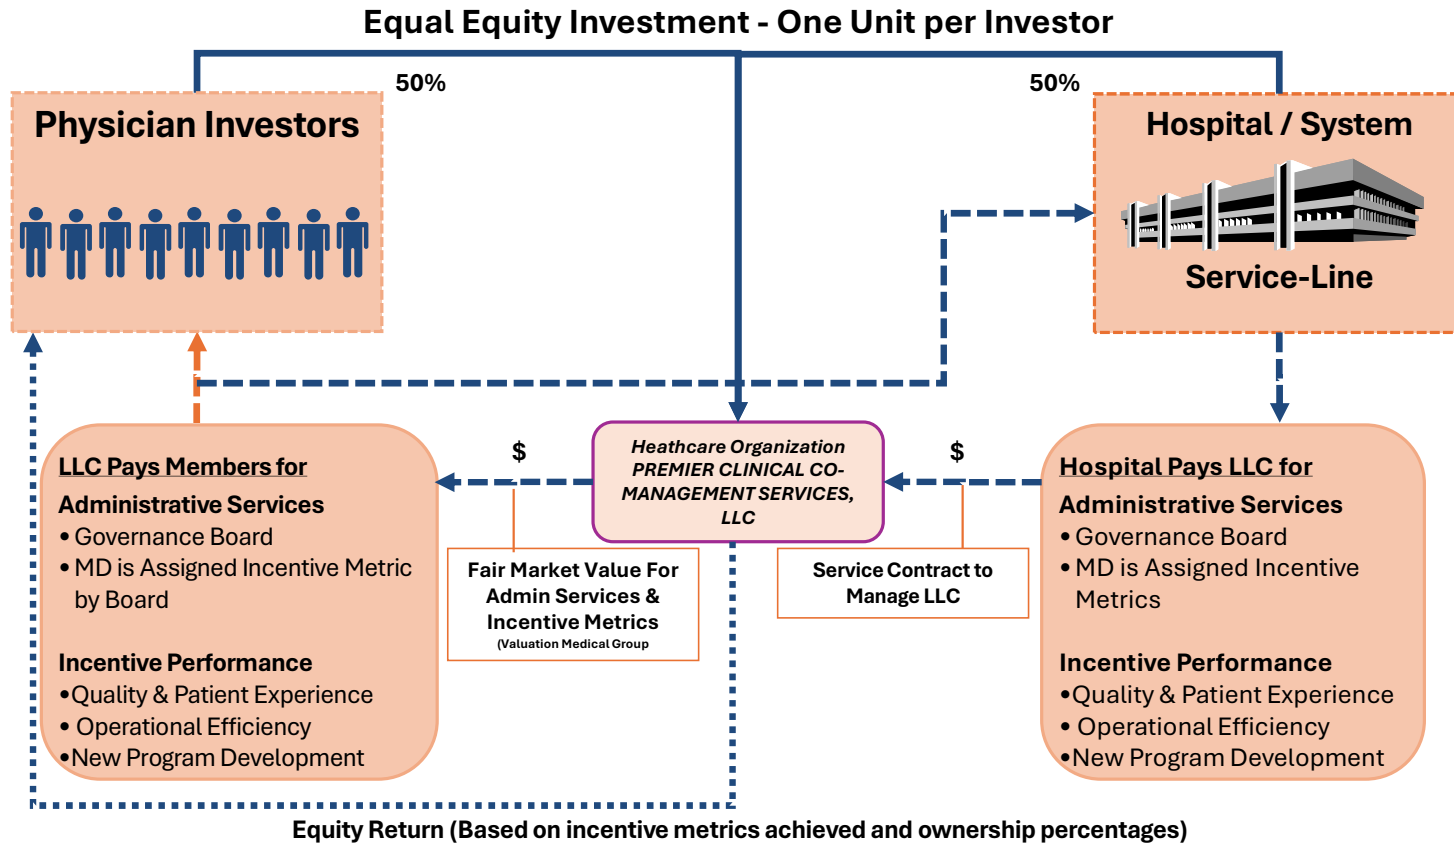 Equal Equity Investment - One Unit per Investor
50%
50%
Physician Investors
Hospital / System
Service-Line
LLC Pays Members for
Administrative Services
• Governance Board
• MD is Assigned Incentive Metric
by Board
Incentive Performance
•Quality & Patient Experience
• Operational Efficiency
•New Program Development
$
Heathcare Organization
PREMIER CLINICAL CO-
MANAGEMENT SERVICES,
LLC
$
Fair Market Value For
Admin Services &
Incentive Metrics
(Valuation Medical Group
Service Contract to
Manage LLC
Hospital Pays LLC for
Administrative Services
• Governance Board
• MD is Assigned Incentive
Metrics
Incentive Performance
•Quality & Patient Experience
• Operational Efficiency
•New Program Development
Equity Return (Based on incentive metrics achieved and ownership percentages)